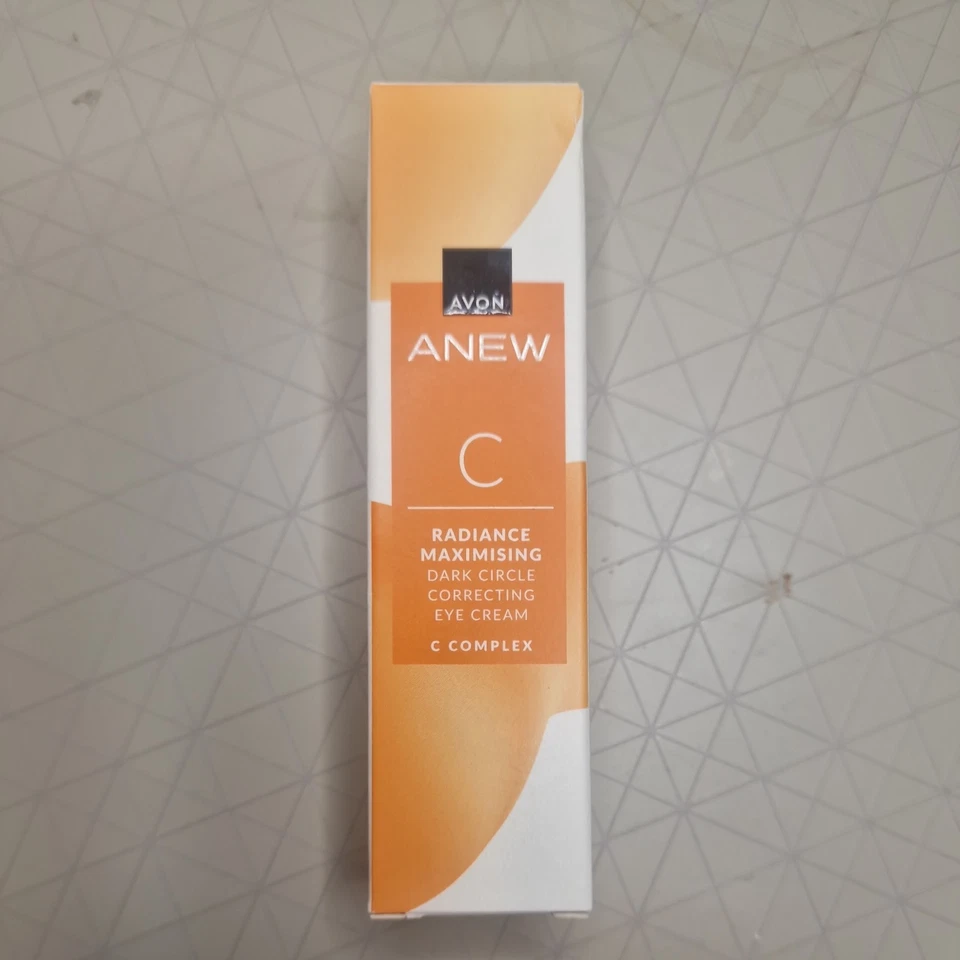 AVON
ANEW
C
RADIANCE
MAXIMISING
DARK CIRCLE
CORRECTING
EYE CREAM
C COMPLEX